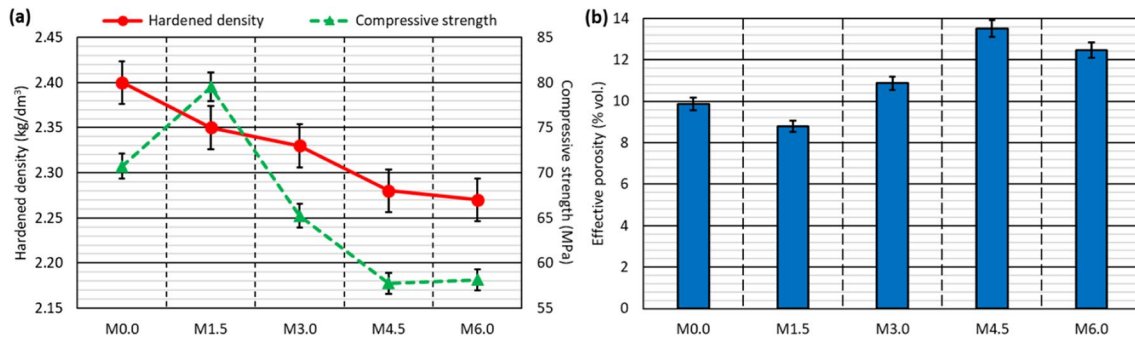 (a)
Hardened density
Compressive strength
Hardened density (kg/dm³)
2.45
2.40
2.35
2.30
2.25
2.20
2.15
Compressive strength (MPa)
85
80
75
70
65
60
55
M0.0 M1.5 M3.0 M4.5 M6.0
(b)
Effective porosity (% vol.)
14
12
10
8
6
4
2
0
M0.0 M1.5 M3.0 M4.5 M6.0